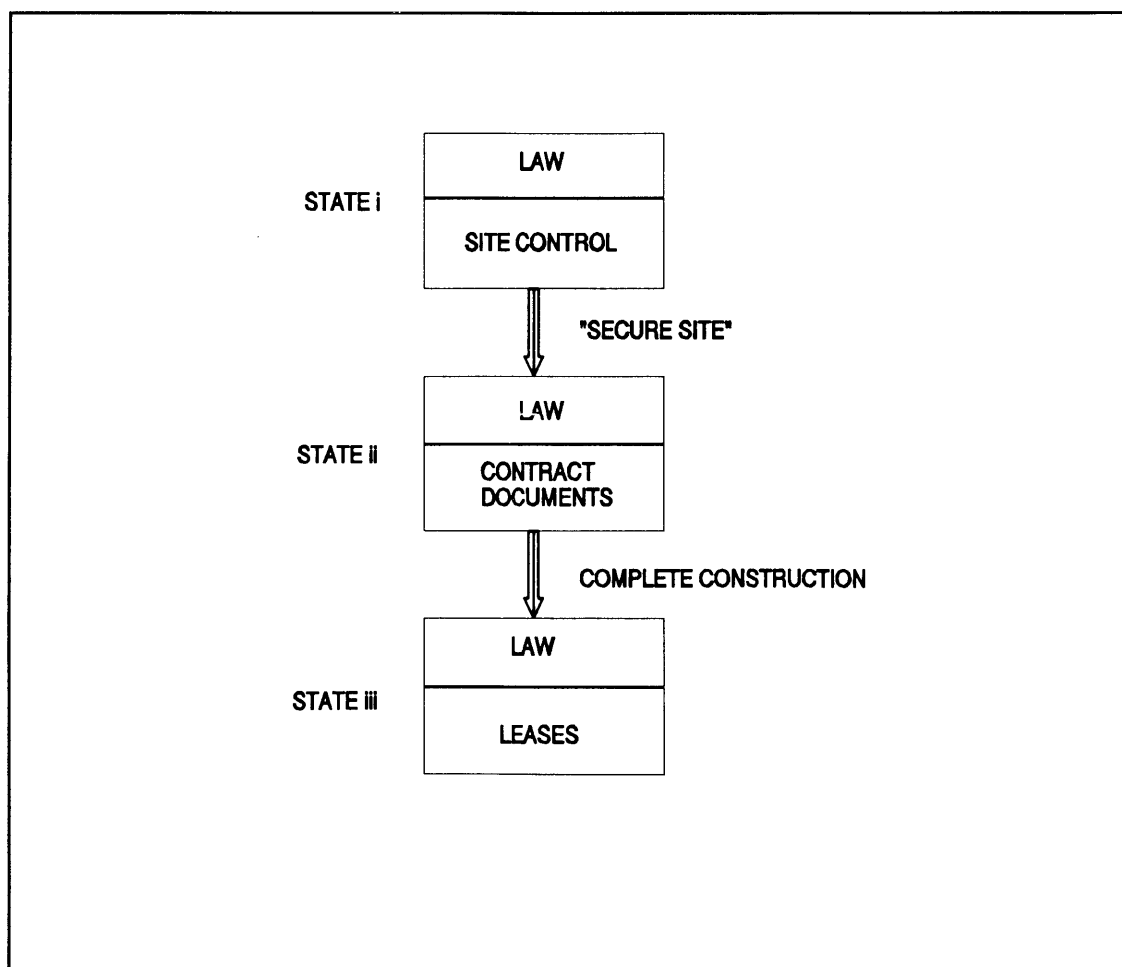 LAW
STATE i
SITE CONTROL
"SECURE SITE"
LAW
STATE ii
CONTRACT
DOCUMENTS
COMPLETE CONSTRUCTION
LAW
STATE iii
LEASES